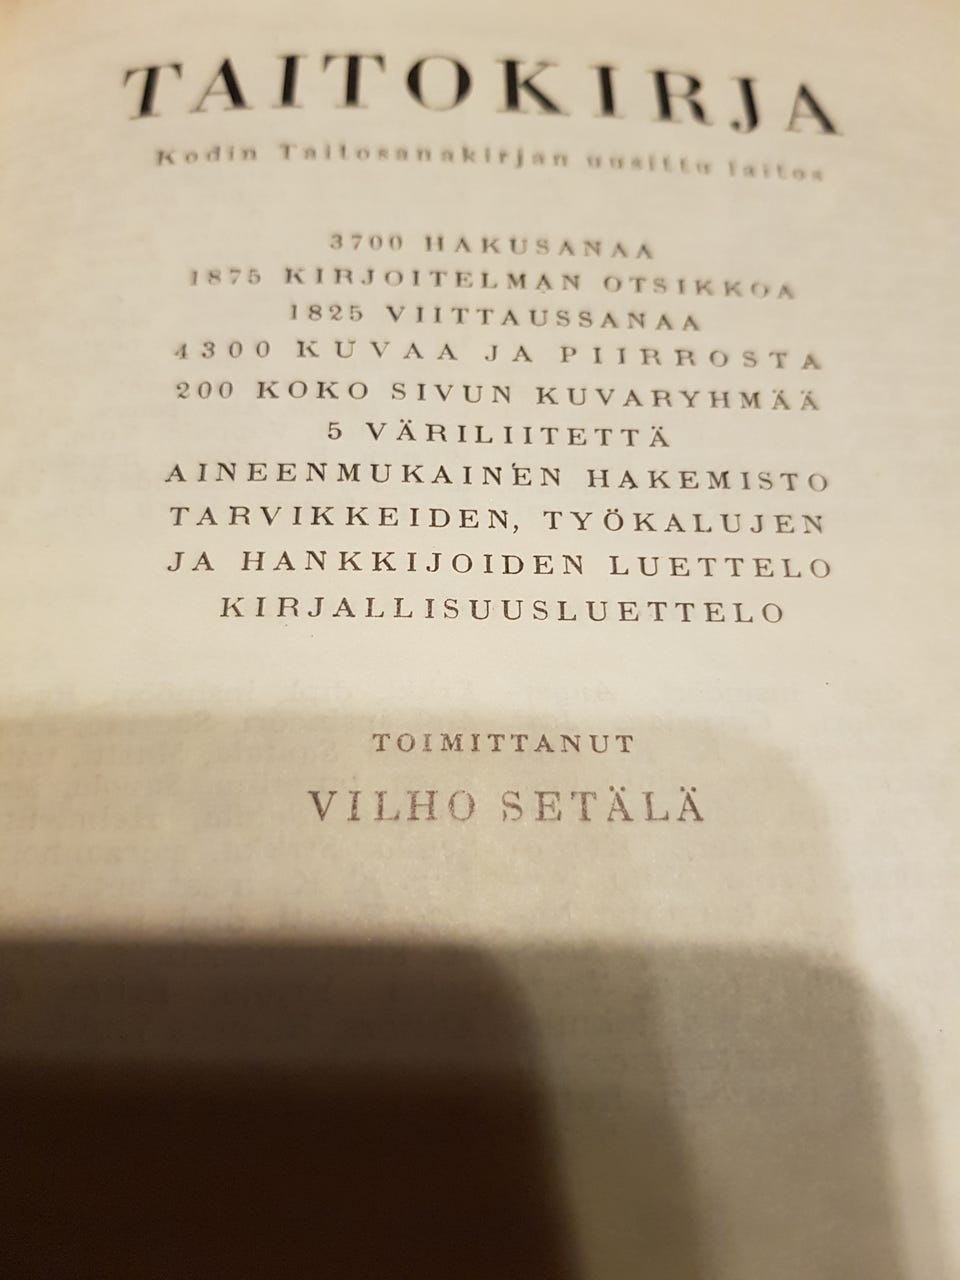 TAITOKIRJA
Kodin Taitosanakirjan uusittu laitos
3700 HAKUSANAA
1875 KIRJOITELMAN OTSIKKOA
1825 VIITTAUSSANAA
4300 KUVAA JA PIIRROSTA
200 KOKO SIVUN KUVARYHMÄÄ
5 VÄRILIITETTÄ
AINEENMUKAINEN HAKEMISTO
TARVIKKEIDEN, TYÖKALUJEN
JA HANKKIJOIDEN LUETTELO
KIRJALLISUUSLUETTELO
TOIMITTANUT
VILHO SETÄLÄ